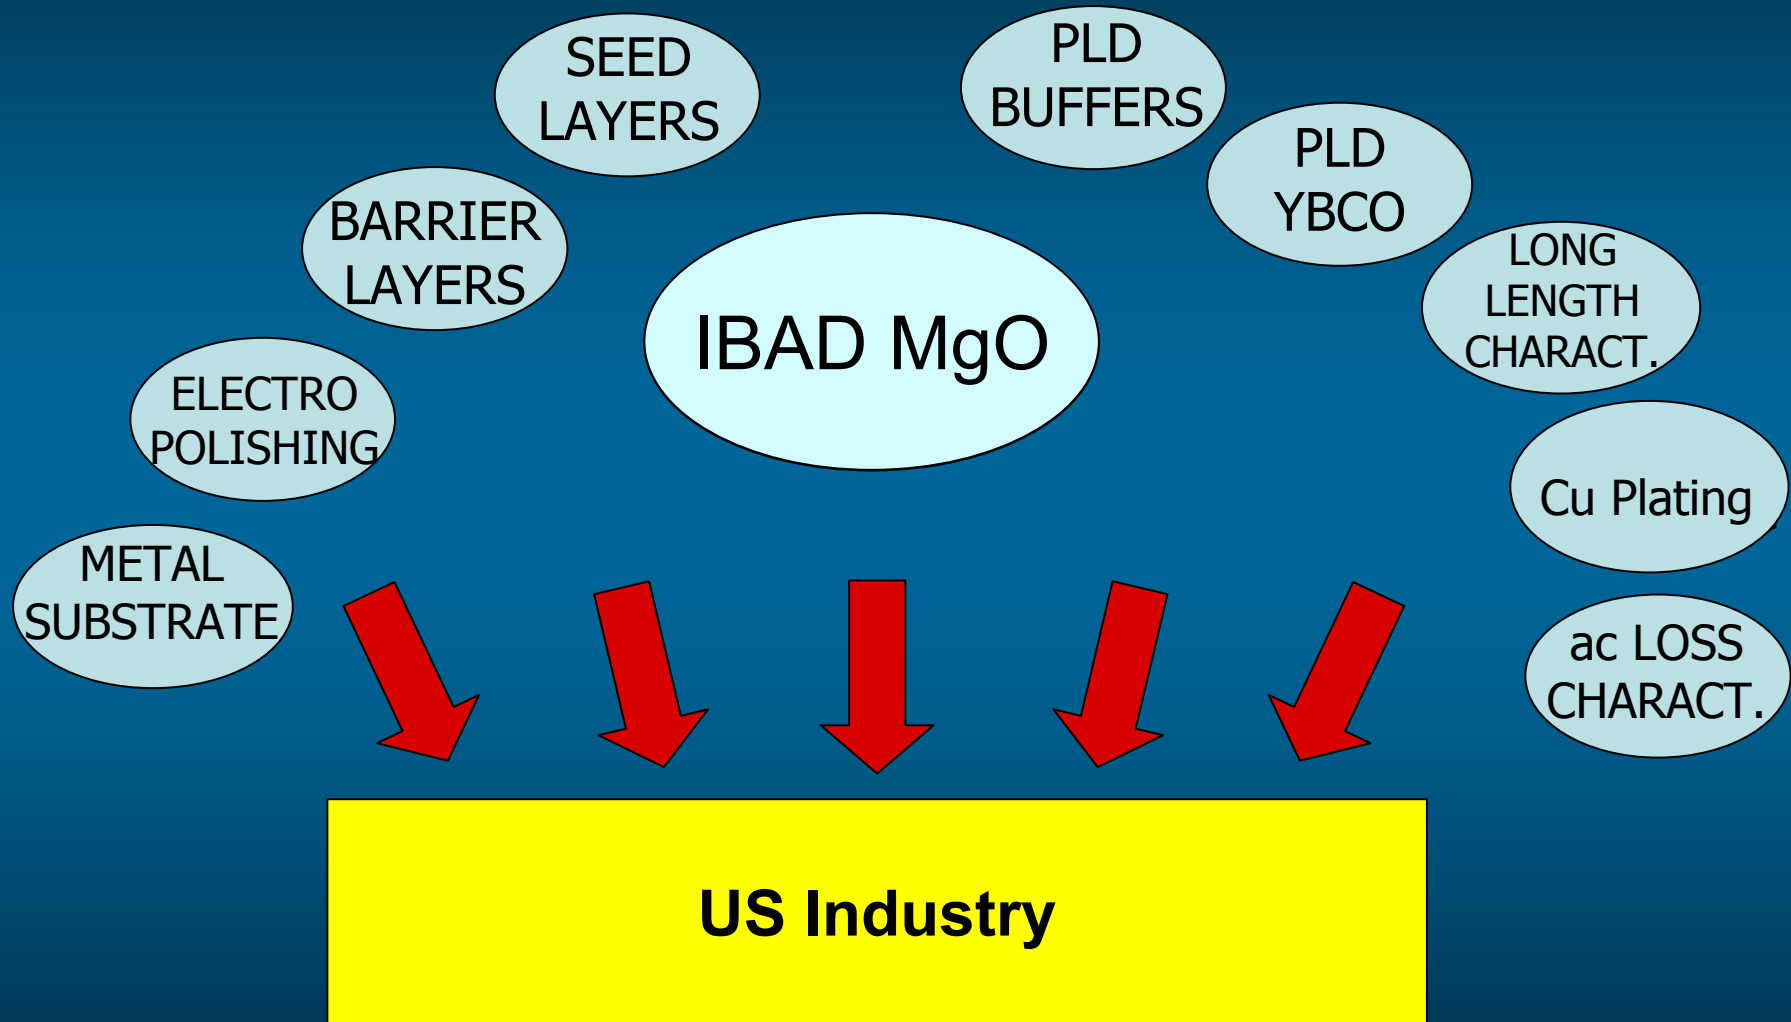 SEED
LAYERS
PLD
BUFFERS
PLD
YBCO
BARRIER
LAYERS
LONG
LENGTH
CHARACT.
IBAD MgO
ELECTRO
POLISHING
Cu Plating
METAL
SUBSTRATE
ac LOSS
CHARACT.
US Industry